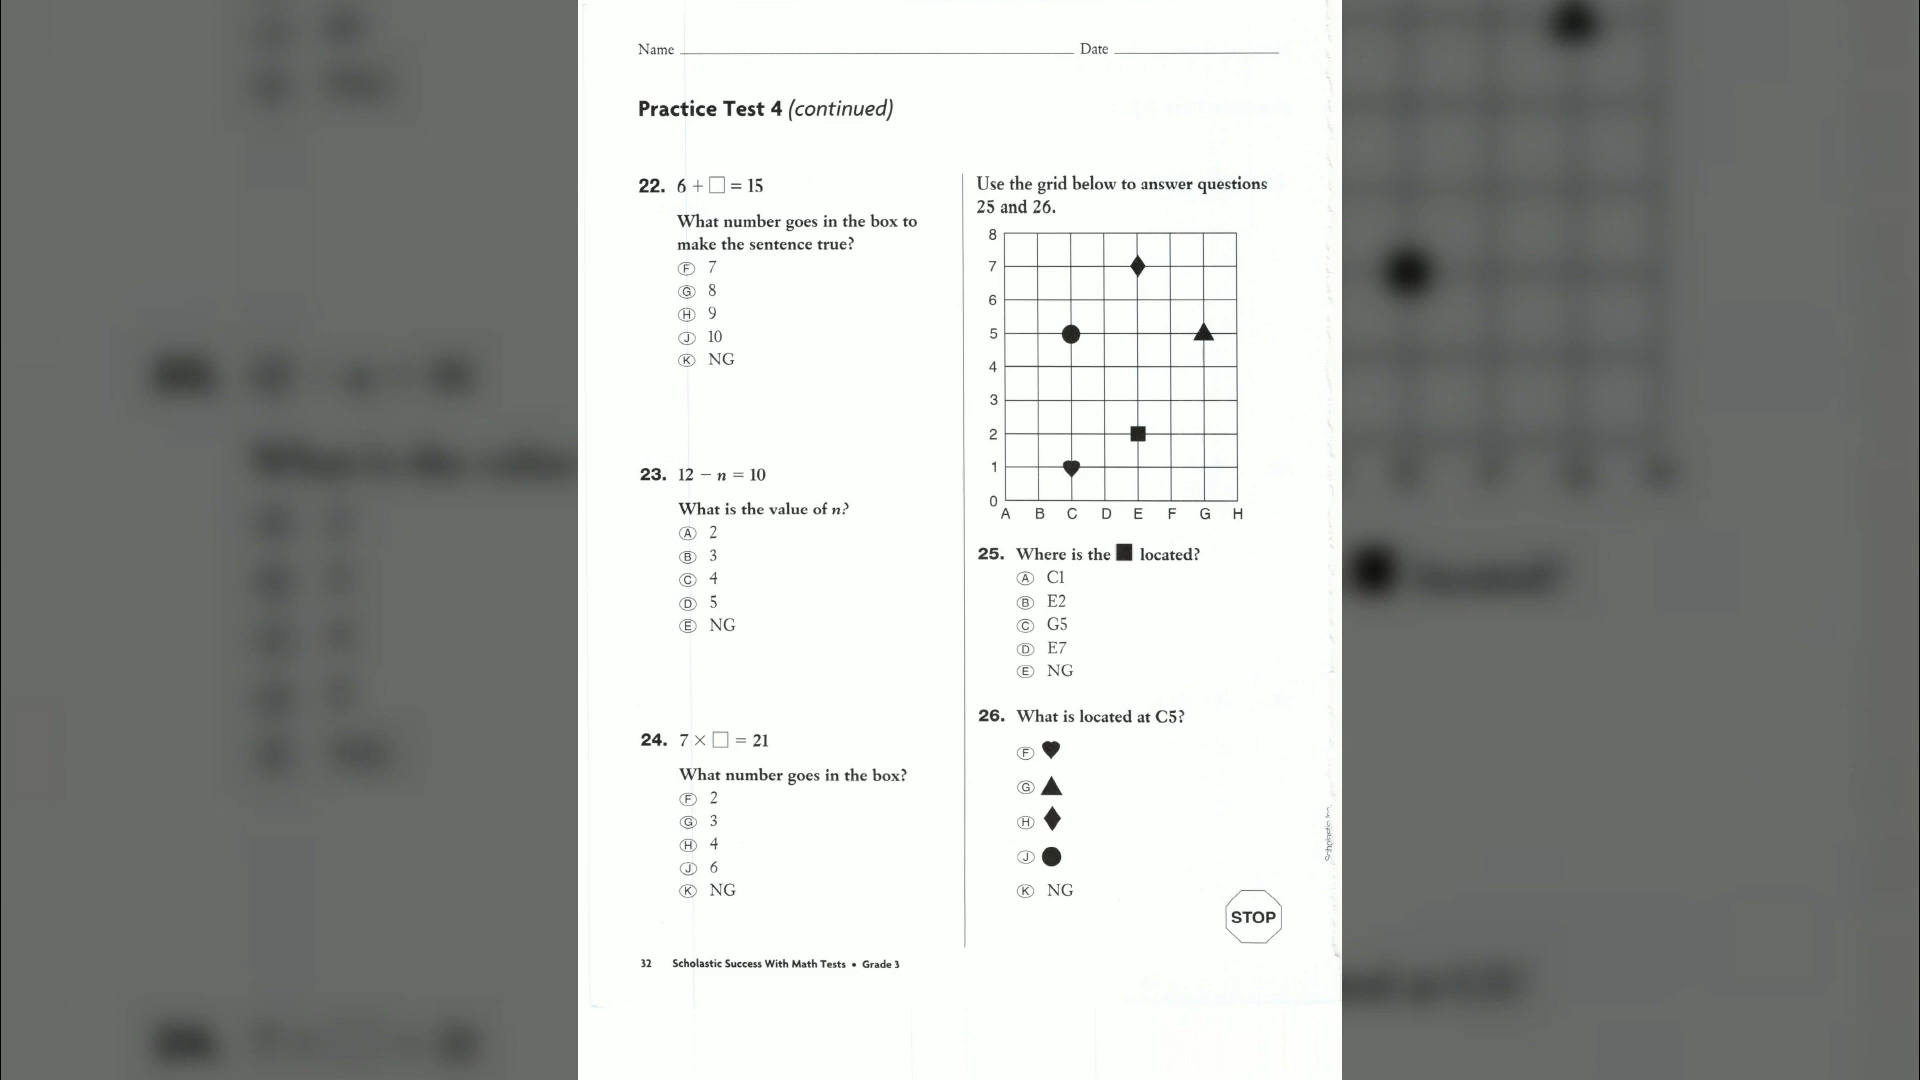 Name Date
Practice Test 4 (continued)
22. 6 + □ = 15
What number goes in the box to
make the sentence true?
F 7
G 8
H 9
J 10
K NG
23. 12 − n = 10
What is the value of n?
A 2
B 3
C 4
D 5
E NG
24. 7 × □ = 21
What number goes in the box?
F 2
G 3
H 4
J 6
K NG
Use the grid below to answer questions
25 and 26.
8
7
6
5
4
3
2
1
0
A B C D E F G H
25. Where is the ■ located?
A C1
B E2
C G5
D E7
E NG
26. What is located at C5?
F ♥
G ▲
H ♦
J ●
K NG
STOP
Scholastic Inc.
32 Scholastic Success With Math Tests • Grade 3